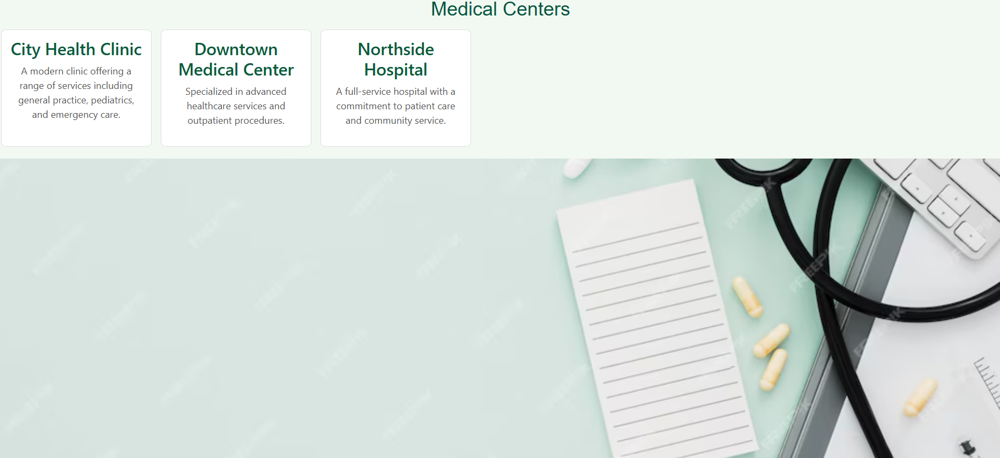 Medical Centers
City Health Clinic
A modern clinic offering a
range of services including
general practice, pediatrics,
and emergency care.
Downtown
Medical Center
Specialized in advanced
healthcare services and
outpatient procedures.
Northside
Hospital
A full-service hospital with a
commitment to patient care
and community service.
FREEPIK
FREEPIK